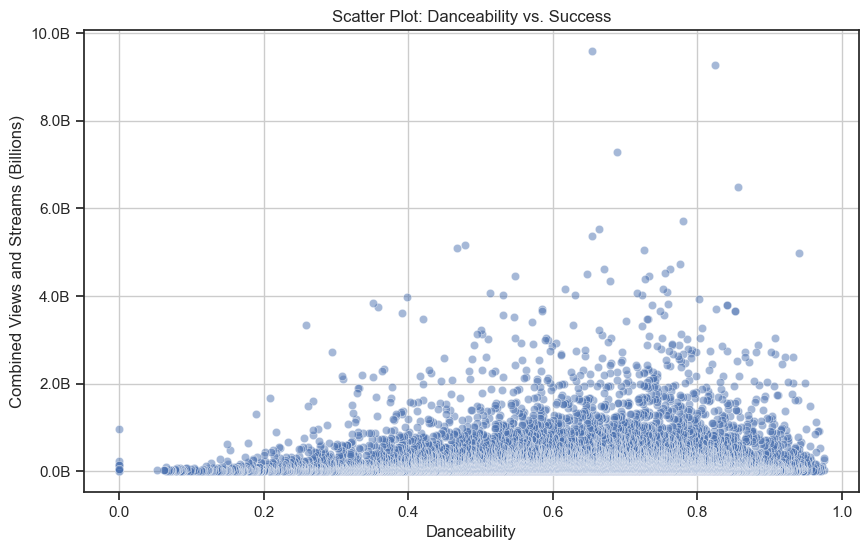 Scatter Plot: Danceability vs. Success
Combined Views and Streams (Billions)
10.0B
8.0B
6.0B
4.0B
2.0B
0.0B
0.0 0.2 0.4 0.6 0.8 1.0
Danceability